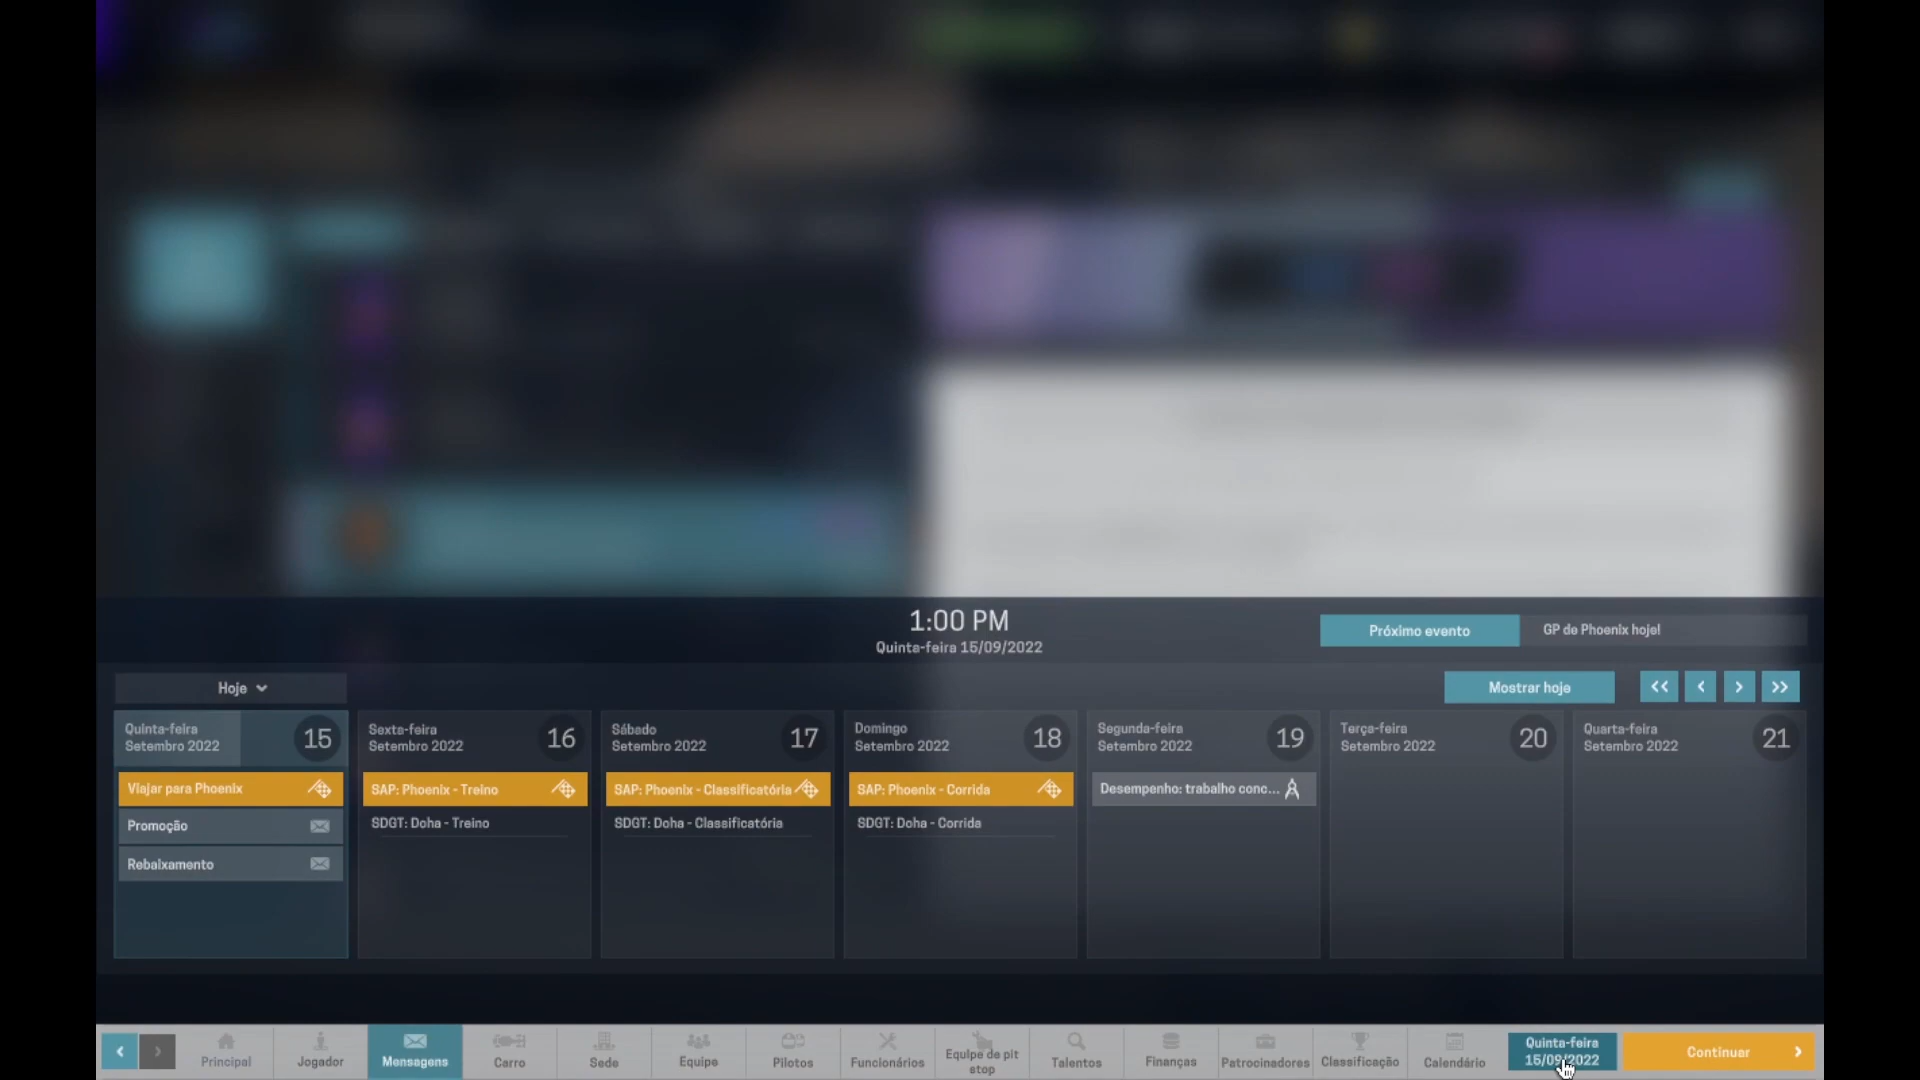 1:00 PM
Quinta-feira 15/09/2022
Próximo evento
GP de Phoenix hoje!
Hoje
Mostrar hoje
<<
<
>
>>
Quinta-feira
Setembro 2022
15
Viajar para Phoenix
Promoção
Rebaixamento
Sexta-feira
Setembro 2022
16
SAP: Phoenix - Treino
SDGT: Doha - Treino
Sábado
Setembro 2022
17
SAP: Phoenix - Classificatória
SDGT: Doha - Classificatória
Domingo
Setembro 2022
18
SAP: Phoenix - Corrida
SDGT: Doha - Corrida
Segunda-feira
Setembro 2022
19
Desempenho: trabalho conc...
Terça-feira
Setembro 2022
20
Quarta-feira
Setembro 2022
21
Principal
Jogador
Mensagens
Carro
Sede
Equipe
Pilotos
Funcionários
Equipe de pit
stop
Talentos
Finanças
Patrocinadores
Classificação
Calendário
Quinta-feira
15/09/2022
Continuar